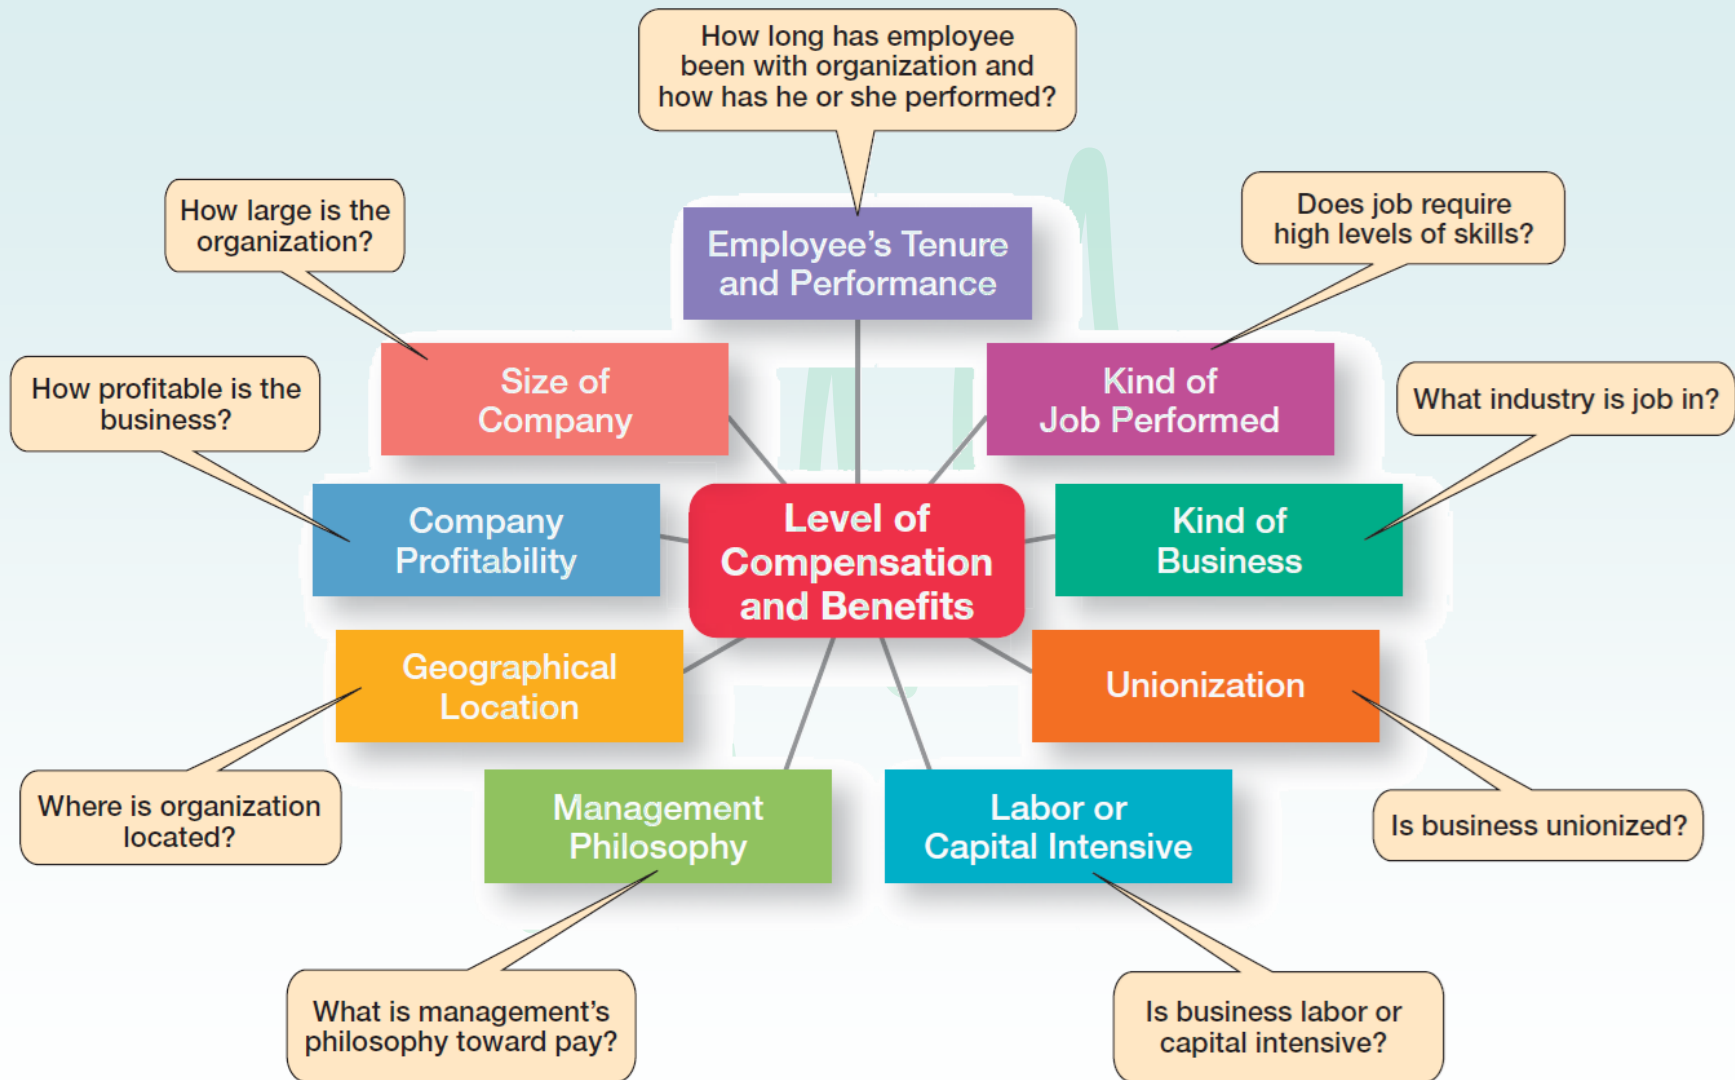 How long has employee
been with organization and
how has he or she performed?
How large is the
organization?
Does job require
high levels of skills?
Employee’s Tenure
and Performance
How profitable is the
business?
Size of
Company
Kind of
Job Performed
What industry is job in?
Company
Profitability
Level of
Compensation
and Benefits
Kind of
Business
Geographical
Location
Unionization
Where is organization
located?
Management
Philosophy
Labor or
Capital Intensive
Is business unionized?
What is management’s
philosophy toward pay?
Is business labor or
capital intensive?